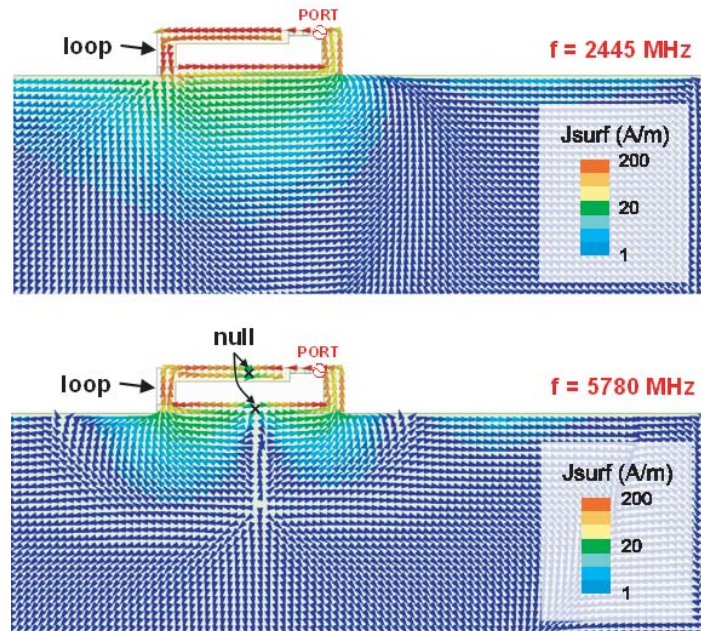 PORT
loop
f = 2445 MHz
Jsurf (A/m)
200
20
1
null
PORT
loop
f = 5780 MHz
Jsurf (A/m)
200
20
1